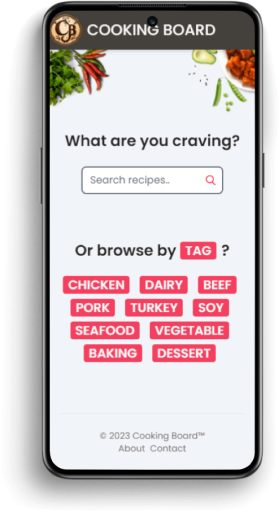 CB COOKING BOARD
What are you craving?
Search recipes..
Or browse by TAG ?
CHICKEN DAIRY BEEF
PORK TURKEY SOY
SEAFOOD VEGETABLE
BAKING DESSERT
© 2023 Cooking Board™
About Contact